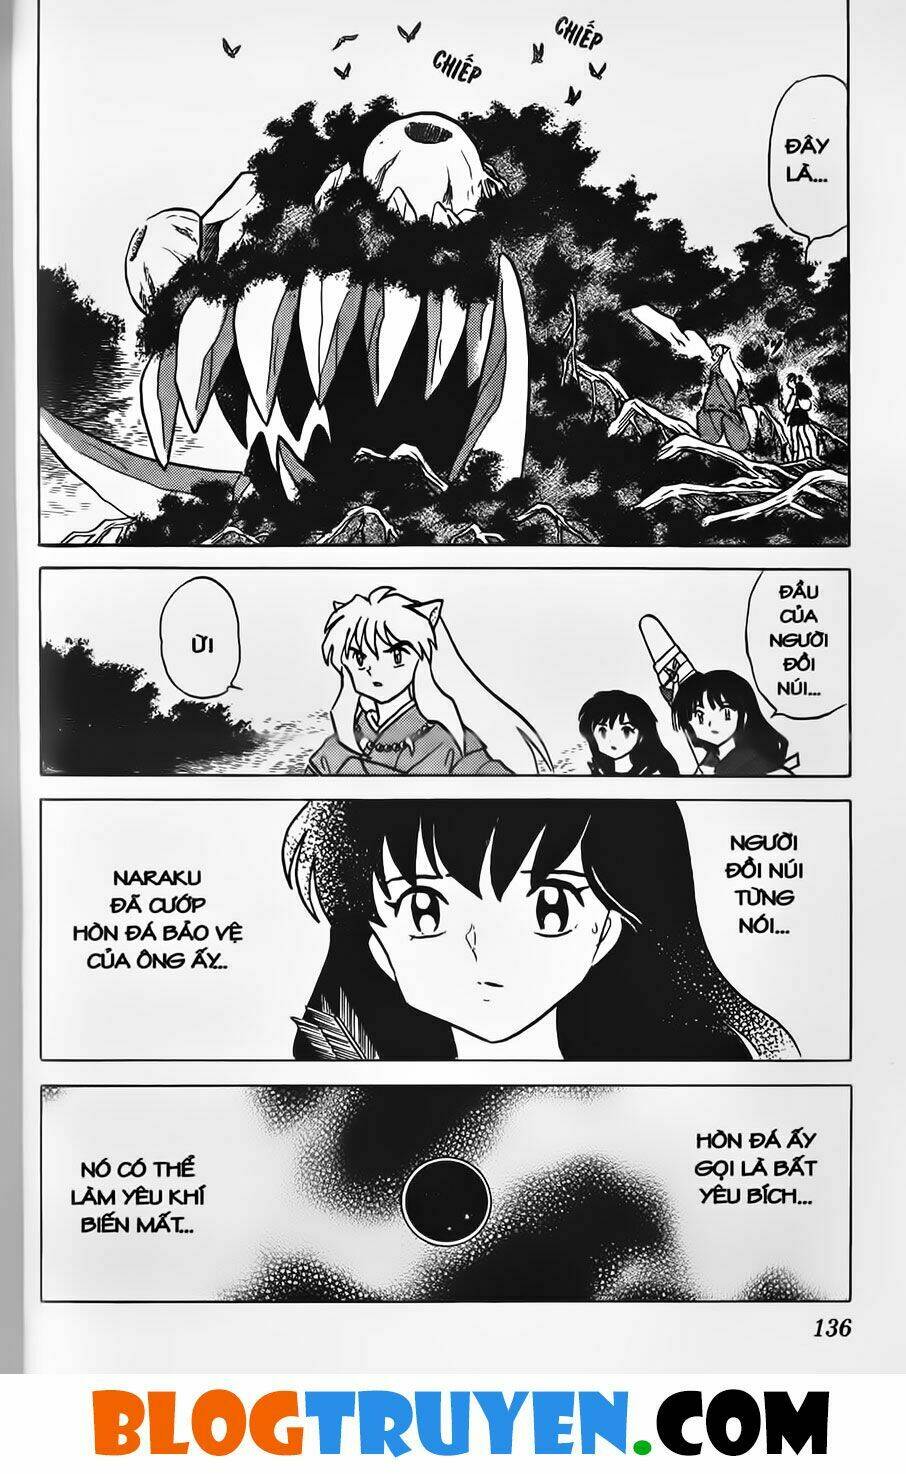 CHIẾP
CHIẾP
ĐÂY
LÀ...
ĐẦU
CỦA
NGƯỜI
ĐỒI
NÚI...
ỪI
NGƯỜI
ĐỒI NÚI
TỪNG
NÓI...
NARAKU
ĐÃ CƯỚP
HÒN ĐÁ BẢO VỆ
CỦA ÔNG ẤY...
HÒN ĐÁ ẤY
GỌI LÀ BẤT
YÊU BÍCH...
NÓ CÓ THỂ
LÀM YÊU KHÍ
BIẾN MẤT...
136
BLOGTRUYEN.COM